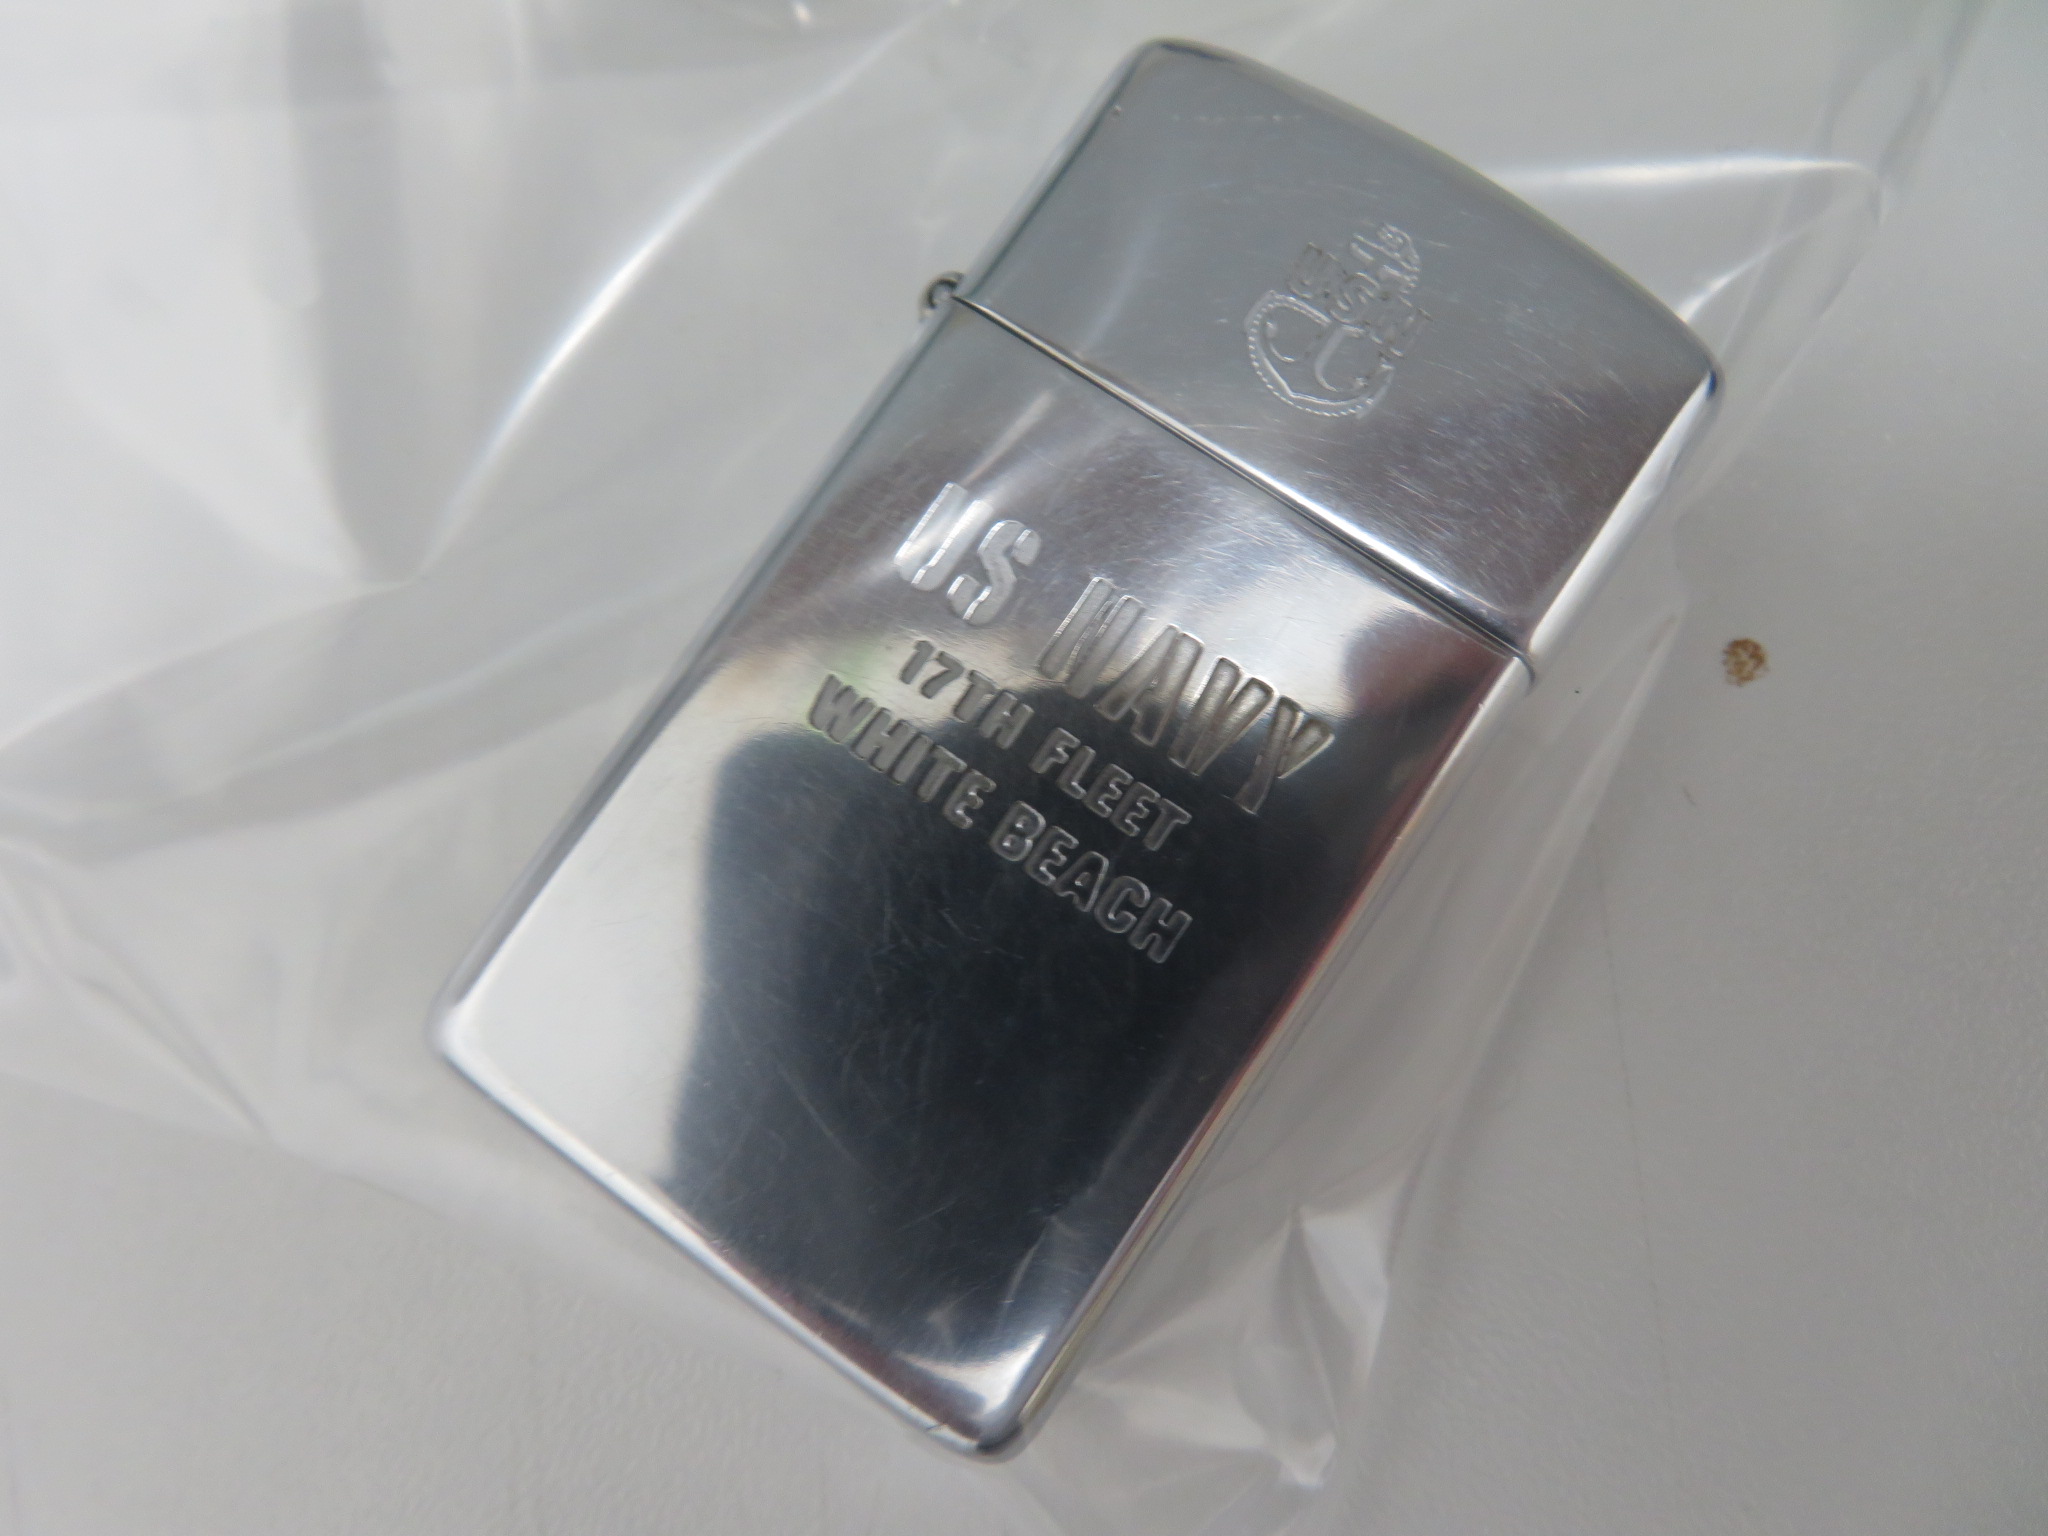 U.S.N
US NAVY
17TH FLEET
WHITE BEACH